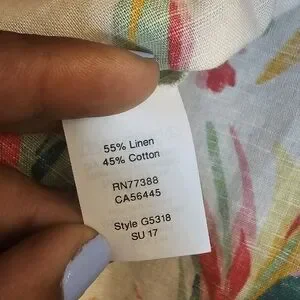 55% Linen
45% Cotton
RN77388
CA56445
Style G5318
SU 17